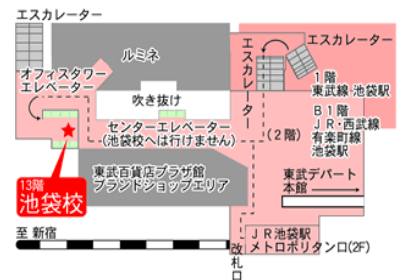 エスカレーター
ルミネ
エスカレーター
エスカレーター
オフィスタワー
エレベーター
吹き抜け
1階
東武線・池袋駅
B1階
JR・西武線
有楽町線
池袋駅
センターエレベーター
(池袋校へは行けません)
(2階)
13階
池袋校
東武百貨店プラザ館
ブランドショップエリア
東武デパート
本館
至 新宿
改札口
JR池袋駅
メトロポリタン口(2F)